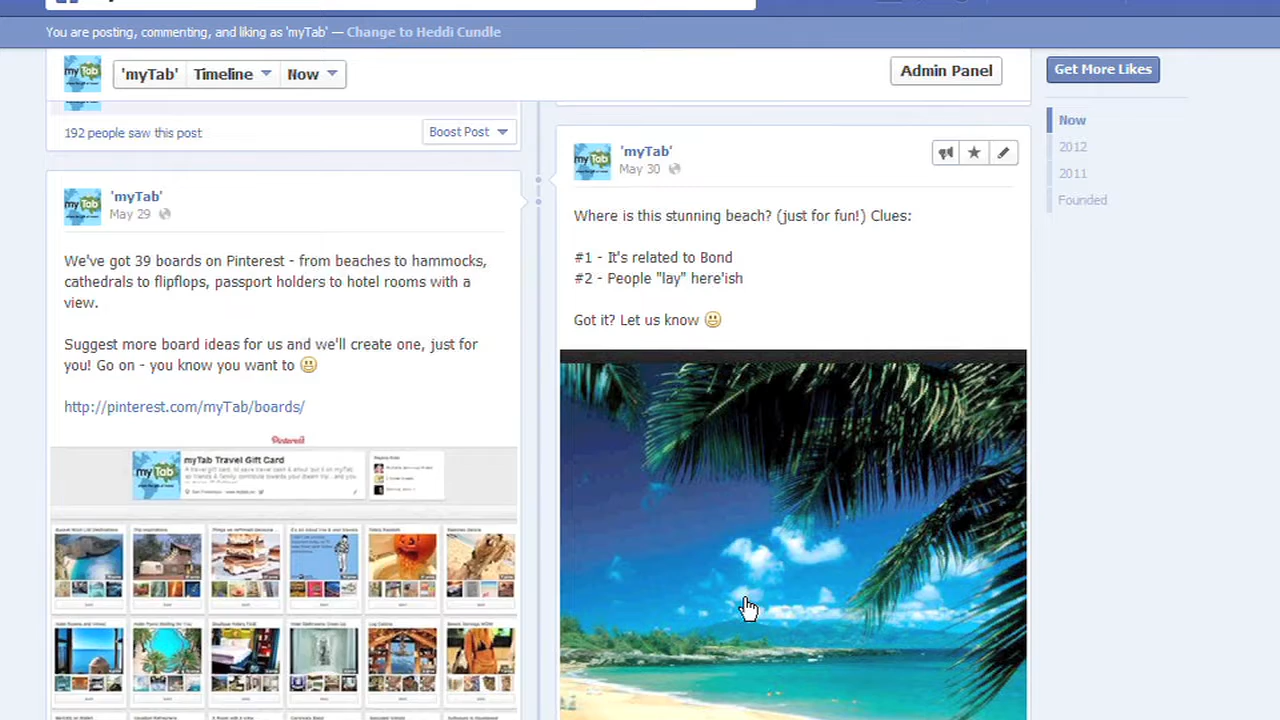 You are posting, commenting, and liking as 'myTab' — Change to Heddi Cundle
myTab
'myTab' Timeline Now
Admin Panel
Get More Likes
Now
2012
2011
Founded
192 people saw this post
Boost Post
myTab
'myTab'
May 29
We've got 39 boards on Pinterest - from beaches to hammocks,
cathedrals to flipflops, passport holders to hotel rooms with a
view.
Suggest more board ideas for us and we'll create one, just for
you! Go on - you know you want to
http://pinterest.com/myTab/boards/
Pinterest
myTab
myTab Travel Gift Card
myTab
'myTab'
May 30
Where is this stunning beach? (just for fun!) Clues:
#1 - It's related to Bond
#2 - People "lay" here'ish
Got it? Let us know